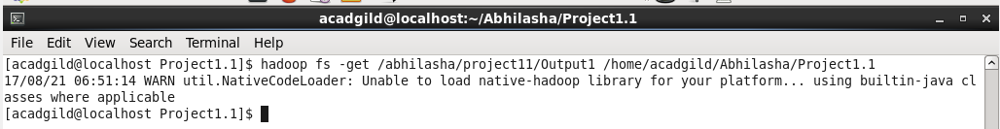 acadgild@localhost:~/Abhilasha/Project1.1
File Edit View Search Terminal Help
[acadgild@localhost Project1.1]$ hadoop fs -get /abhilasha/project11/Output1 /home/acadgild/Abhilasha/Project1.1
17/08/21 06:51:14 WARN util.NativeCodeLoader: Unable to load native-hadoop library for your platform... using builtin-java cl
asses where applicable
[acadgild@localhost Project1.1]$